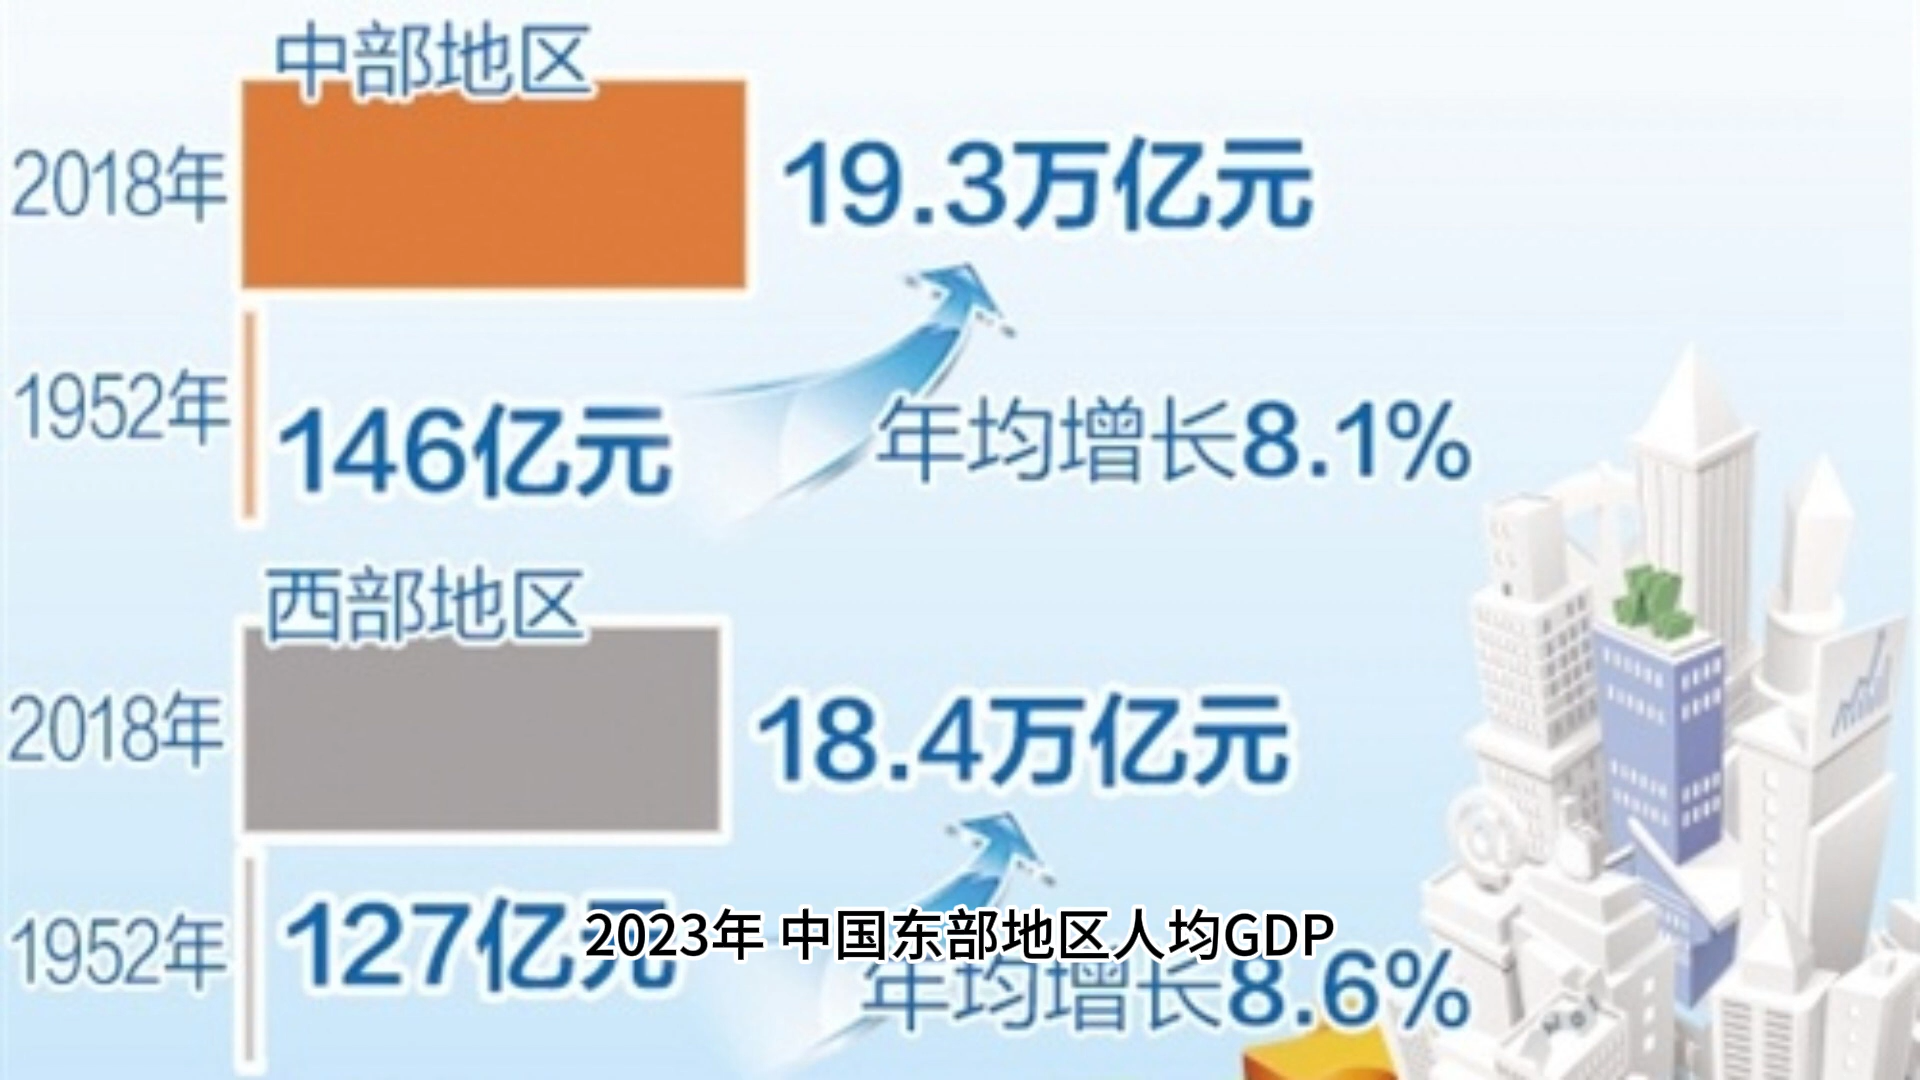 中部地区
2018年 19.3万亿元
1952年 146亿元
年均增长8.1%
西部地区
2018年 18.4万亿元
1952年 127亿元
年均增长8.6%
2023年 中国东部地区人均GDP